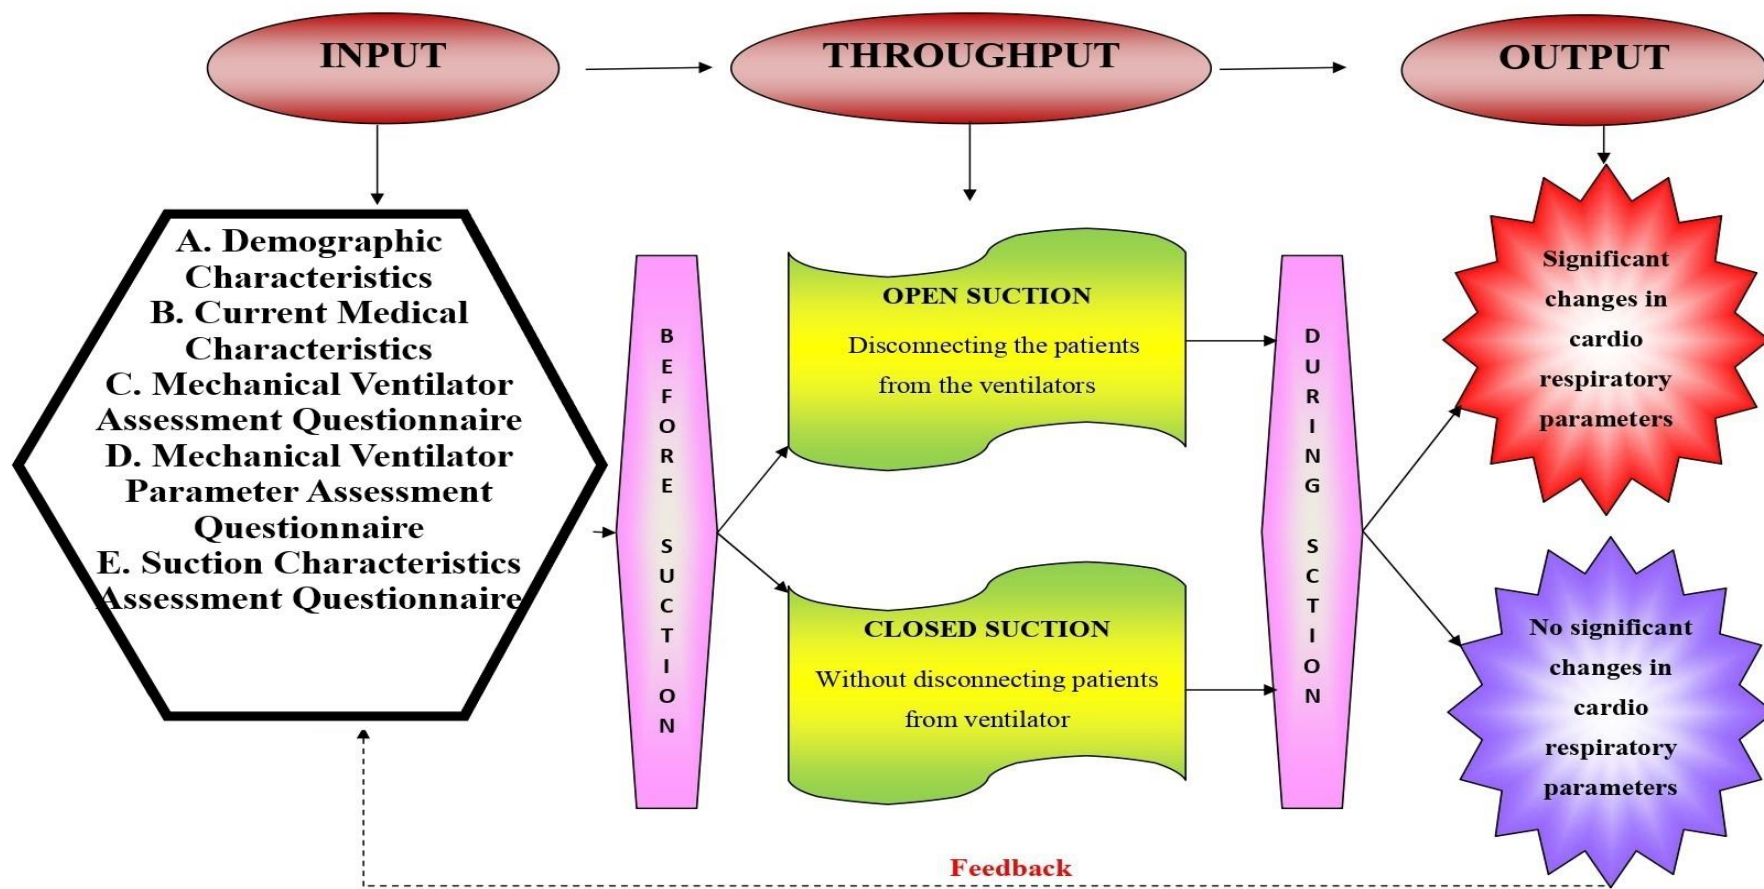 INPUT
THROUGHPUT
OUTPUT
A. Demographic
Characteristics
B. Current Medical
Characteristics
C. Mechanical Ventilator
Assessment Questionnaire
D. Mechanical Ventilator
Parameter Assessment
Questionnaire
E. Suction Characteristics
Assessment Questionnaire
BEFORE SUCTION
OPEN SUCTION
Disconnecting the patients
from the ventilators
CLOSED SUCTION
Without disconnecting patients
from ventilator
DURING SCTION
Significant
changes in
cardio
respiratory
parameters
No significant
changes in
cardio
respiratory
parameters
Feedback